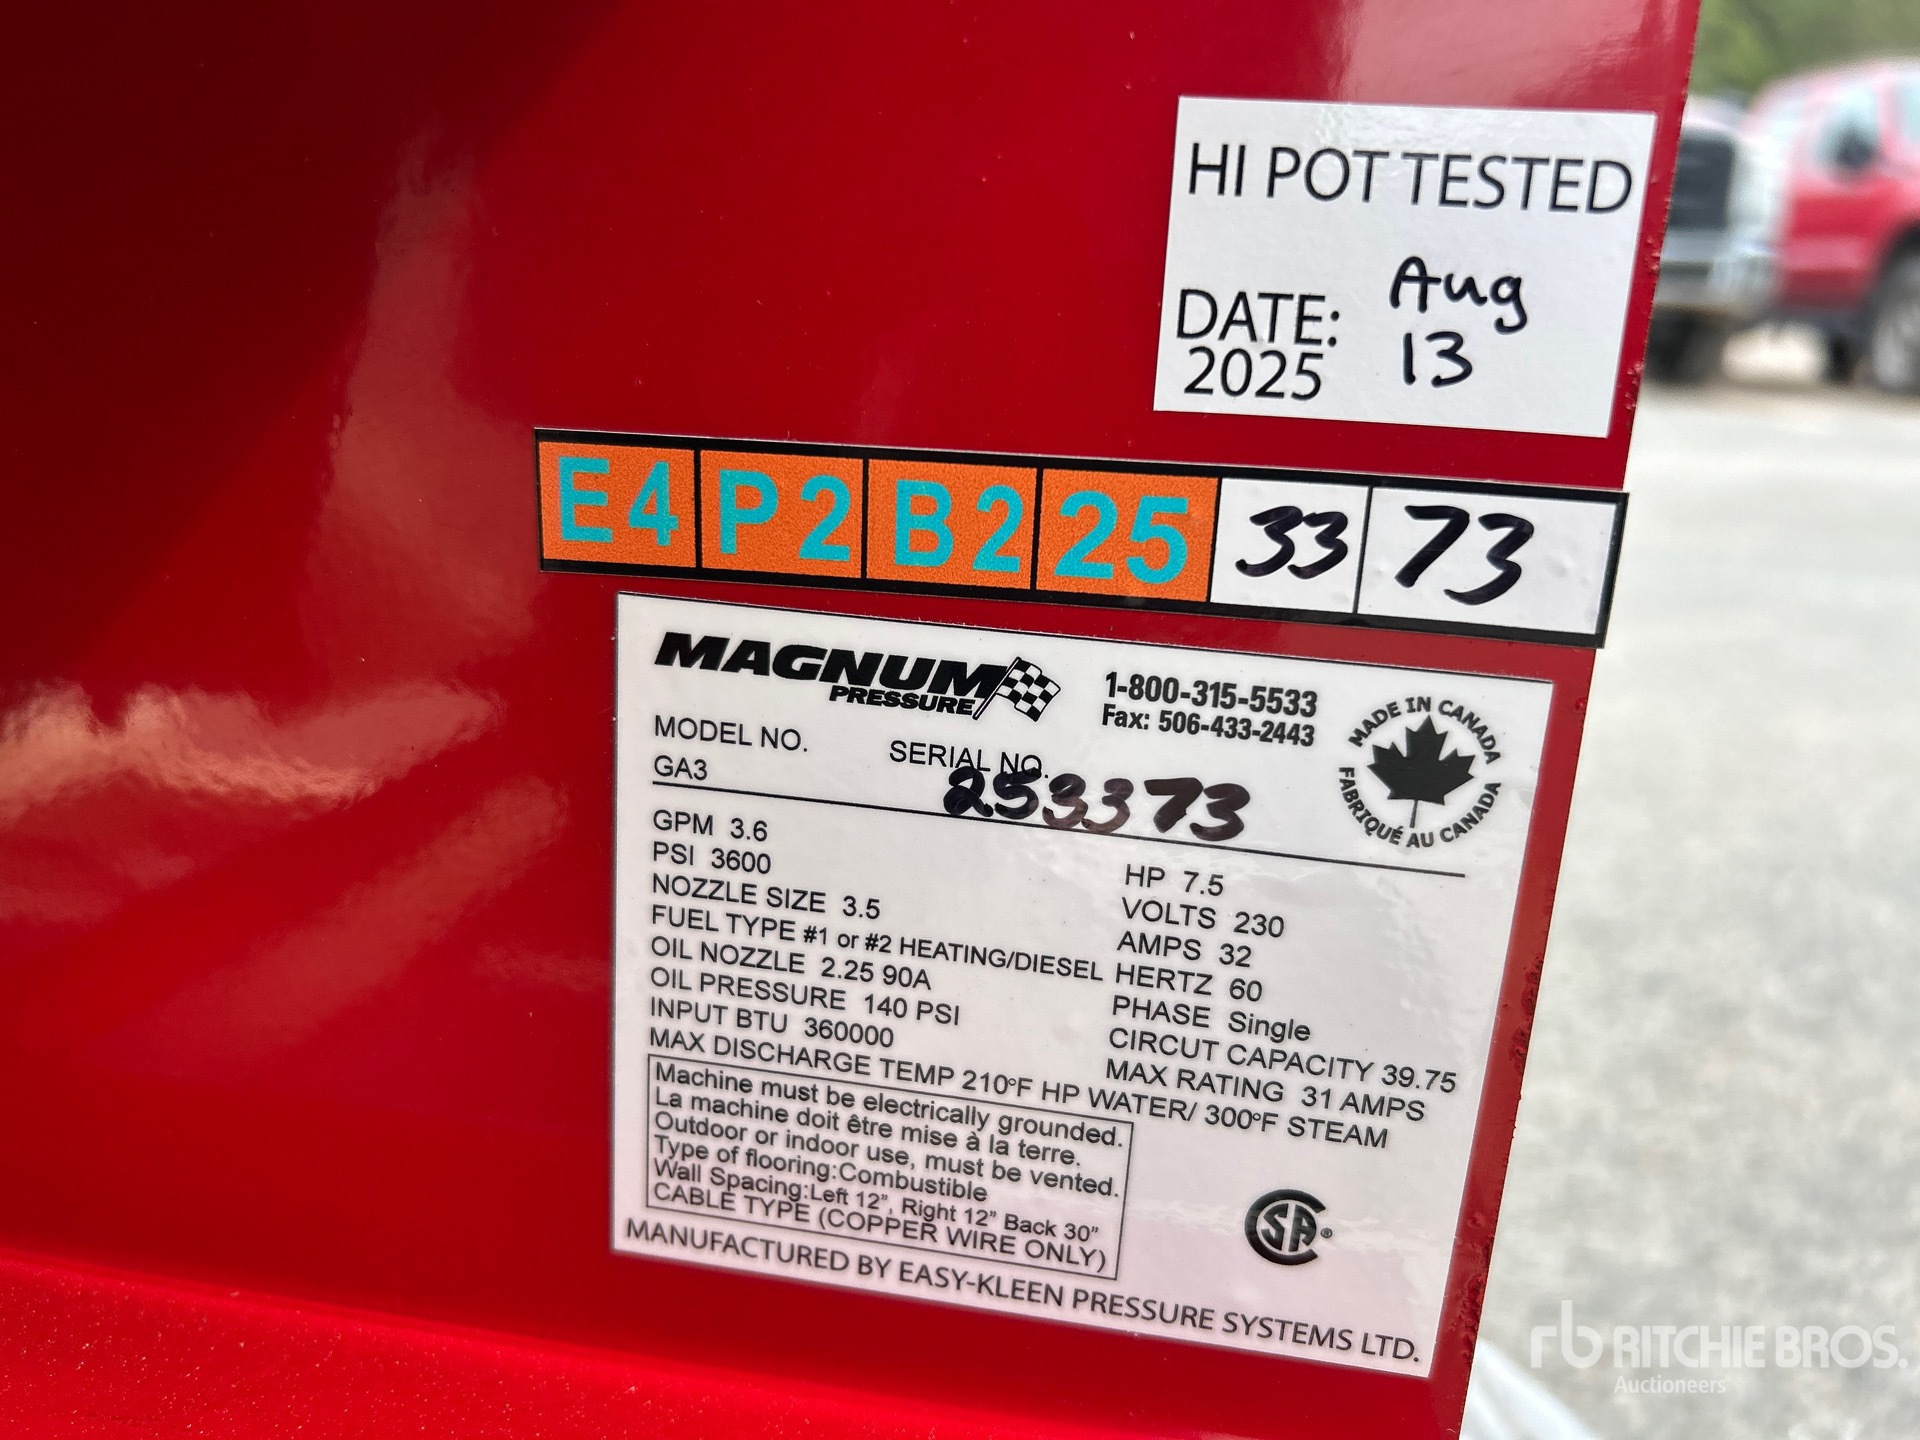 HI POT TESTED
DATE: Aug
2025 13
E4 P2 B2 25 33 73
MAGNUM
PRESSURE
1-800-315-5533
Fax: 506-433-2443
MADE IN CANADA
FABRIQUÉ AU CANADA
MODEL NO. SERIAL NO.
GA3 253373
GPM 3.6
PSI 3600
NOZZLE SIZE 3.5
FUEL TYPE #1 or #2 HEATING/DIESEL
OIL NOZZLE 2.25 90A
OIL PRESSURE 140 PSI
INPUT BTU 360000
MAX DISCHARGE TEMP 210°F HP WATER/ 300°F STEAM
HP 7.5
VOLTS 230
AMPS 32
HERTZ 60
PHASE Single
CIRCUT CAPACITY 39.75
MAX RATING 31 AMPS
Machine must be electrically grounded.
La machine doit être mise à la terre.
Outdoor or indoor use, must be vented.
Type of flooring:Combustible
Wall Spacing:Left 12", Right 12" Back 30"
CABLE TYPE (COPPER WIRE ONLY)
SA®
MANUFACTURED BY EASY-KLEEN PRESSURE SYSTEMS LTD.
rb RITCHIE BROS.
Auctioneers